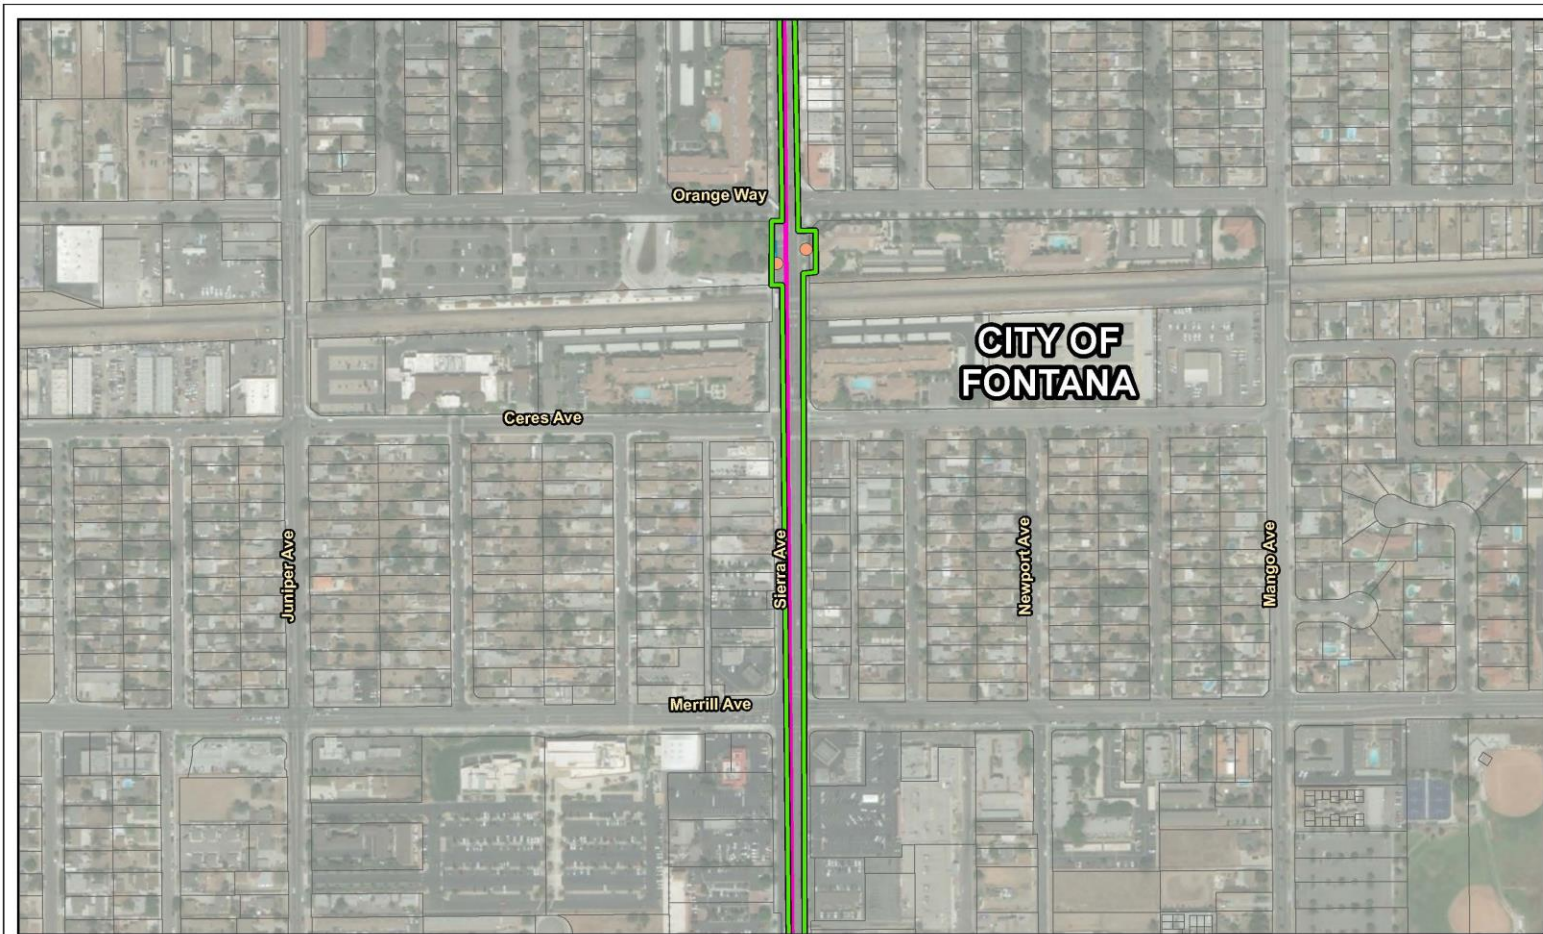 Orange Way
CITY OF
FONTANA
Ceres Ave
Juniper Ave
Sierra Ave
Newport Ave
Mango Ave
Merrill Ave